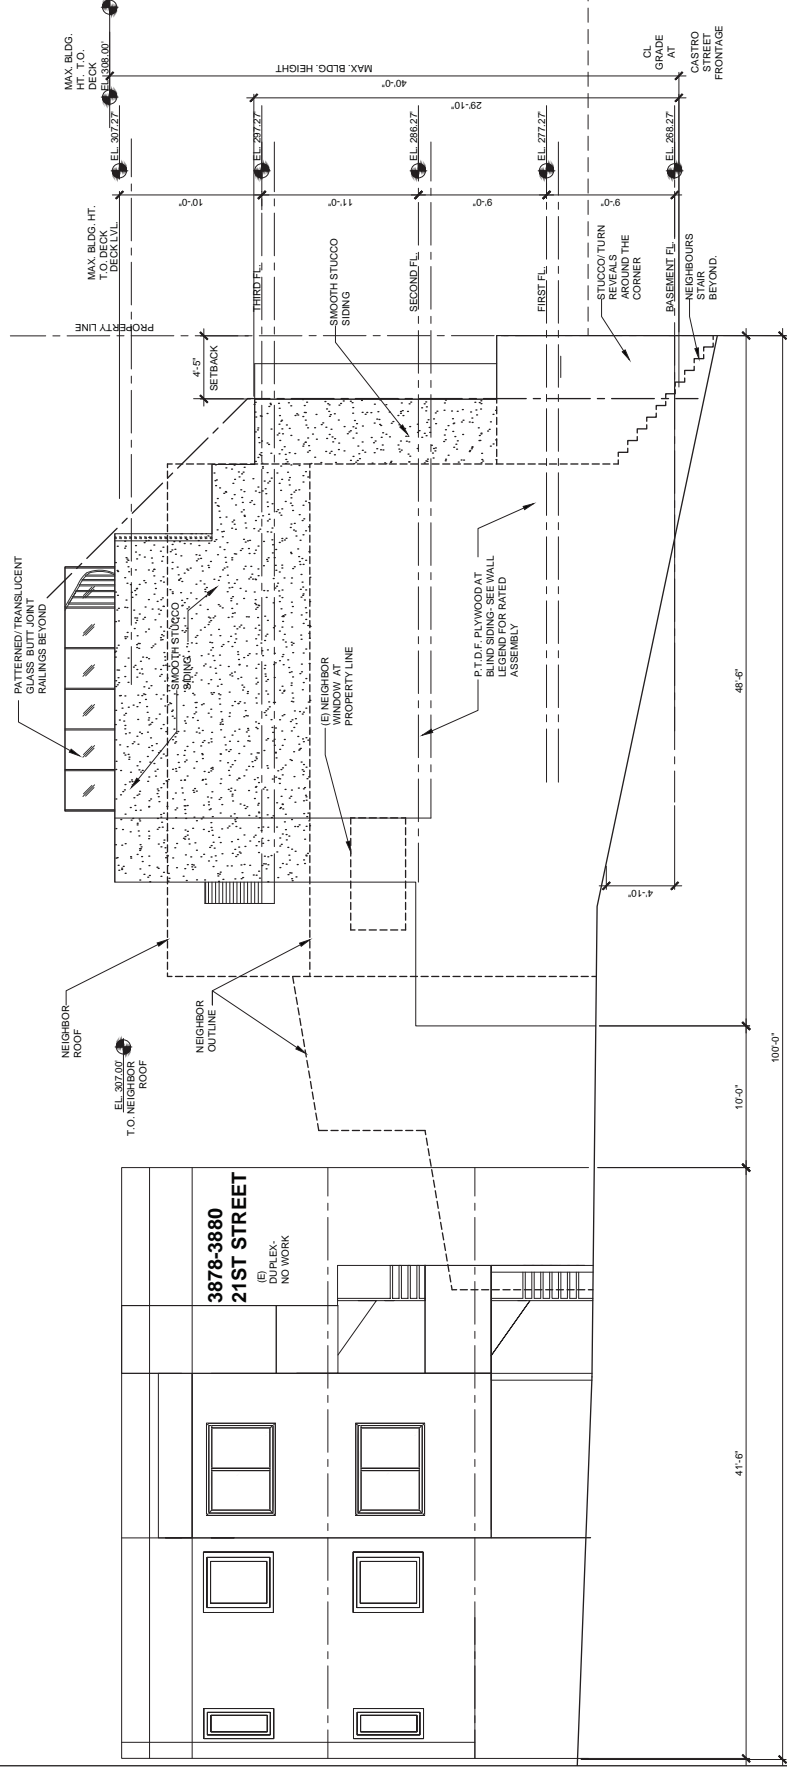 MAX. BLDG.
HT. T.O.
DECK
EL. 308.00'
MAX. BLDG. HEIGHT
40'-0"
29'-10"
CL
GRADE
AT
CASTRO
STREET
FRONTAGE
EL. 307.27'
EL. 297.27'
EL. 286.27'
EL. 277.27'
EL. 268.27'
10'-0"
11'-0"
9'-0"
9'-0"
MAX. BLDG. HT.
T.O. DECK
DECK LVL.
THIRD FL.
SECOND FL.
FIRST FL.
BASEMENT FL.
SMOOTH STUCCO
SIDING
STUCCO/ TURN
REVEALS
AROUND THE
CORNER
NEIGHBOURS
STAIR
BEYOND.
PROPERTY LINE
4'-5"
SETBACK
PATTERNED/ TRANSLUCENT
GLASS BUTT JOINT
RAILINGS BEYOND
SMOOTH STUCCO
SIDING
(E) NEIGHBOR
WINDOW AT
PROPERTY LINE
P.T.D.F. PLYWOOD AT
BLIND SIDING- SEE WALL
LEGEND FOR RATED
ASSEMBLY
48'-6"
4'-10"
NEIGHBOR
ROOF
NEIGHBOR
OUTLINE
EL. 307.00'
T.O. NEIGHBOR
ROOF
10'-0"
100'-0"
3878-3880
21ST STREET
(E)
DUPLEX-
NO WORK
41'-6"